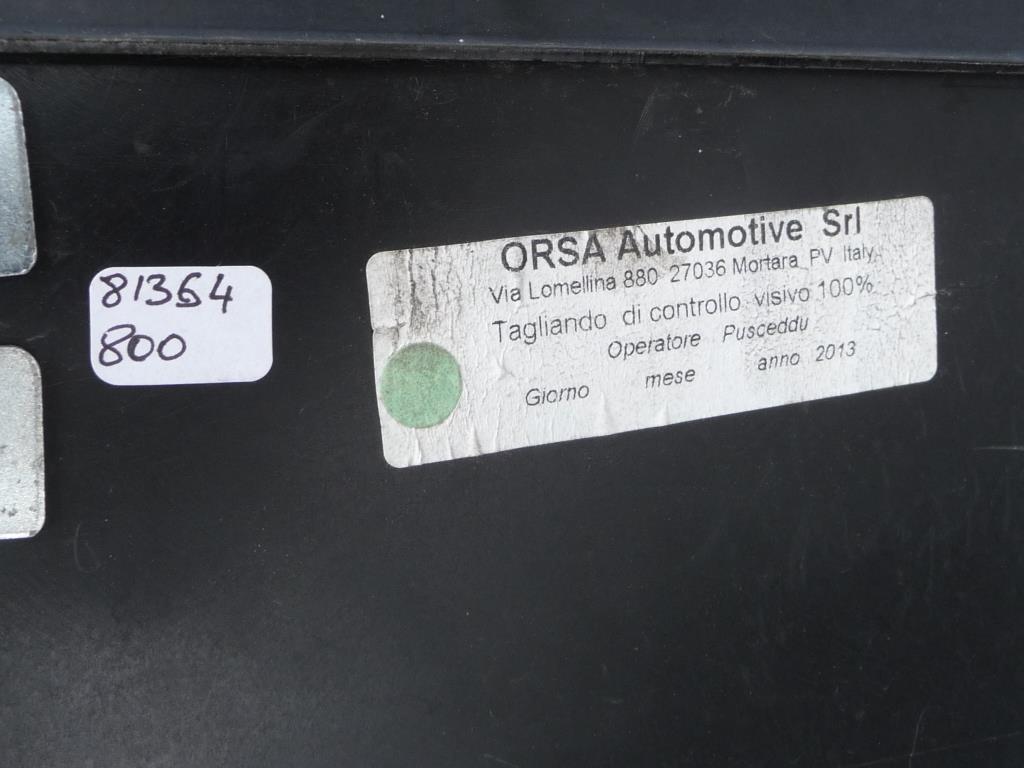 81364
800
ORSA Automotive Srl
Via Lomellina 880 27036 Mortara PV Italy
Tagliando di controllo visivo 100%
Operatore Pusceddu
Giorno mese anno 2013